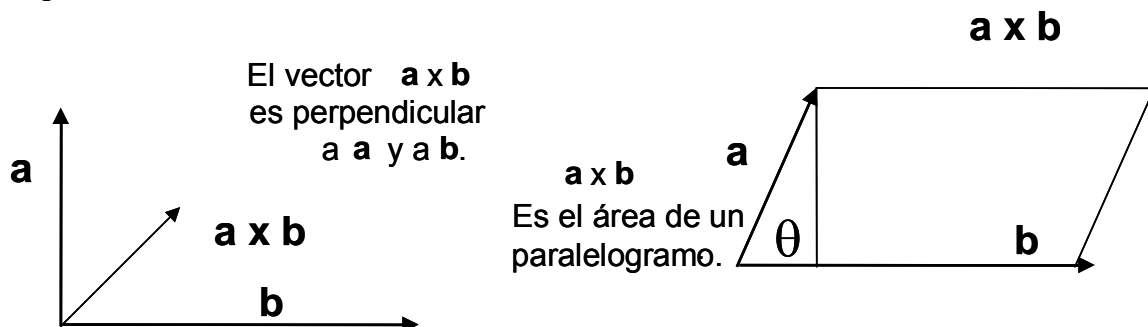 El vector a x b
es perpendicular
a a y a b.
a
a x b
b
a x b
a
a x b
Es el área de un
paralelogramo.
θ
b